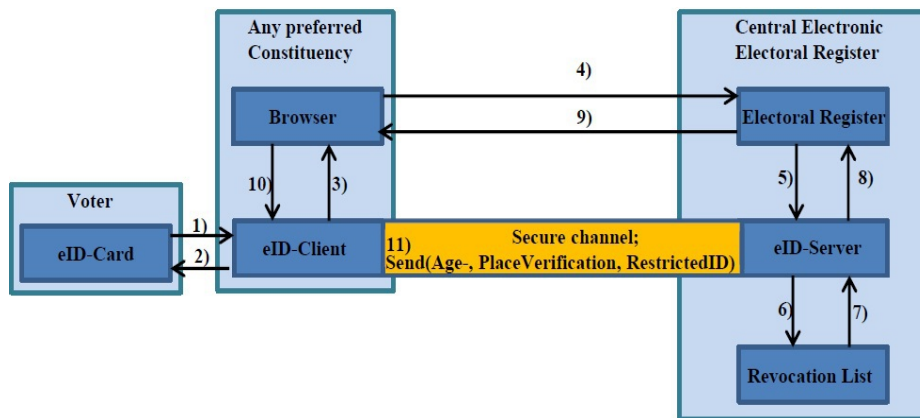 Any preferred
Constituency
Central Electronic
Electoral Register
4)
Browser
Electoral Register
9)
10)
3)
5)
8)
Voter
1)
eID-Card
2)
eID-Client
11)
Secure channel;
Send(Age-, PlaceVerification, RestrictedID)
eID-Server
6)
7)
Revocation List